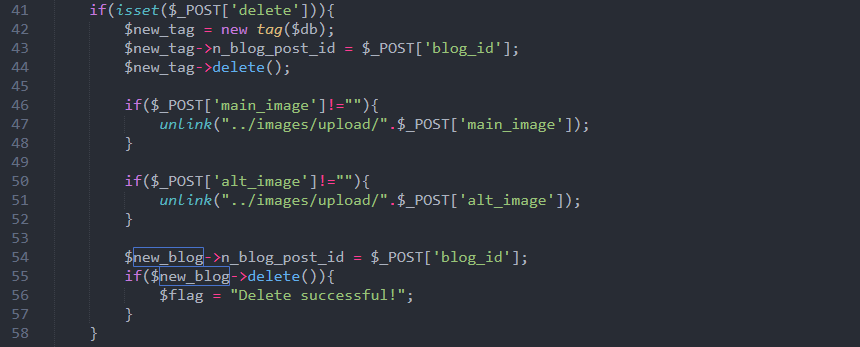 41 if(isset($_POST['delete'])){
42 $new_tag = new tag($db);
43 $new_tag->n_blog_post_id = $_POST['blog_id'];
44 $new_tag->delete();
45
46 if($_POST['main_image']!=""){
47 unlink("../images/upload/".$_POST['main_image']);
48 }
49
50 if($_POST['alt_image']!=""){
51 unlink("../images/upload/".$_POST['alt_image']);
52 }
53
54 $new_blog->n_blog_post_id = $_POST['blog_id'];
55 if($new_blog->delete()){
56 $flag = "Delete successful!";
57 }
58 }